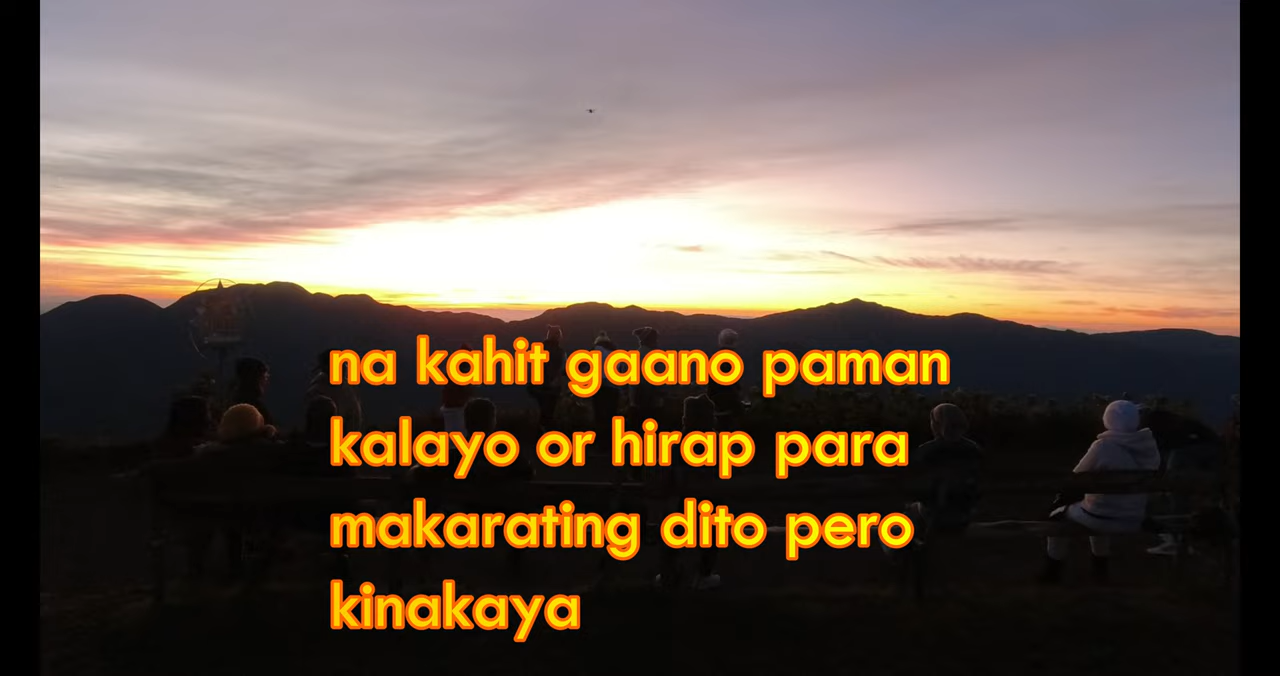 na kahit gaano paman
kalayo or hirap para
makarating dito pero
kinakaya